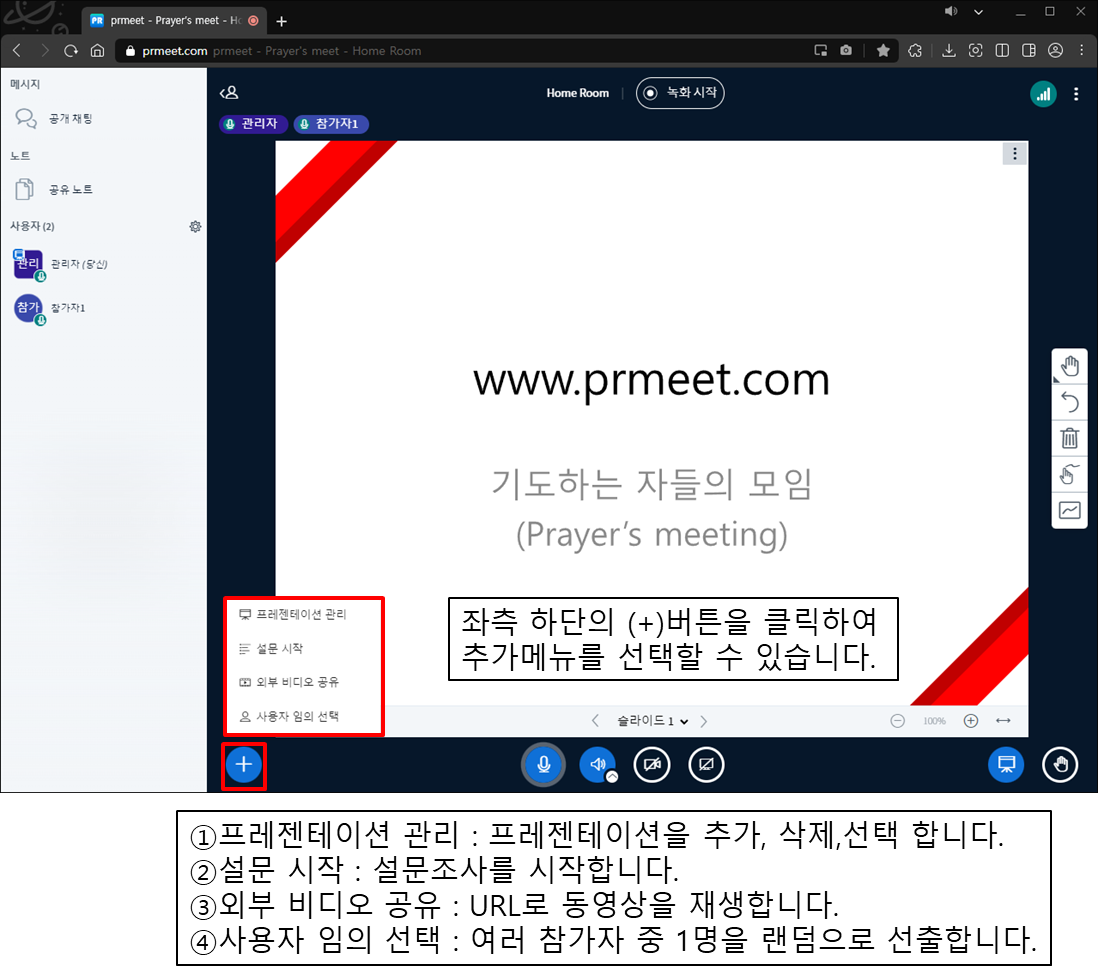 PR prmeet - Prayer's meet - Ho
prmeet.com prmeet - Prayer's meet - Home Room
메시지
공개 채팅
노트
공유 노트
사용자 (2)
관리 관리자 (당신)
참가 참가자1
Home Room | 녹화 시작
관리자 참가자1
www.prmeet.com
기도하는 자들의 모임
(Prayer’s meeting)
프레젠테이션 관리
설문 시작
외부 비디오 공유
사용자 임의 선택
좌측 하단의 (+)버튼을 클릭하여
추가메뉴를 선택할 수 있습니다.
슬라이드 1
100%
①프레젠테이션 관리 : 프레젠테이션을 추가, 삭제,선택 합니다.
②설문 시작 : 설문조사를 시작합니다.
③외부 비디오 공유 : URL로 동영상을 재생합니다.
④사용자 임의 선택 : 여러 참가자 중 1명을 랜덤으로 선출합니다.